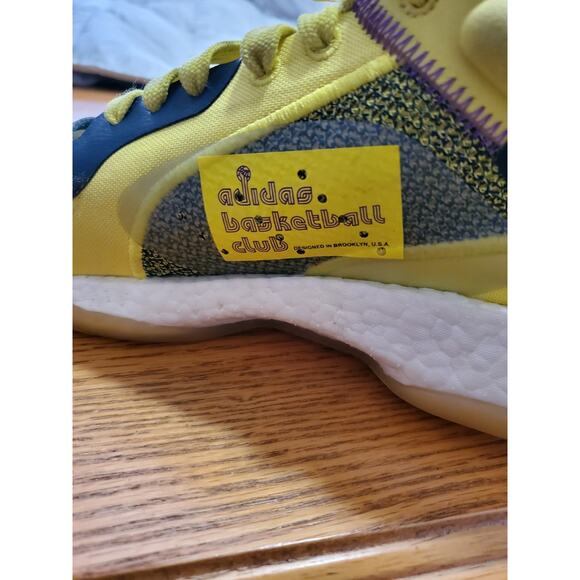 adidas
basketball
club DESIGNED IN BROOKLYN, U.S.A.